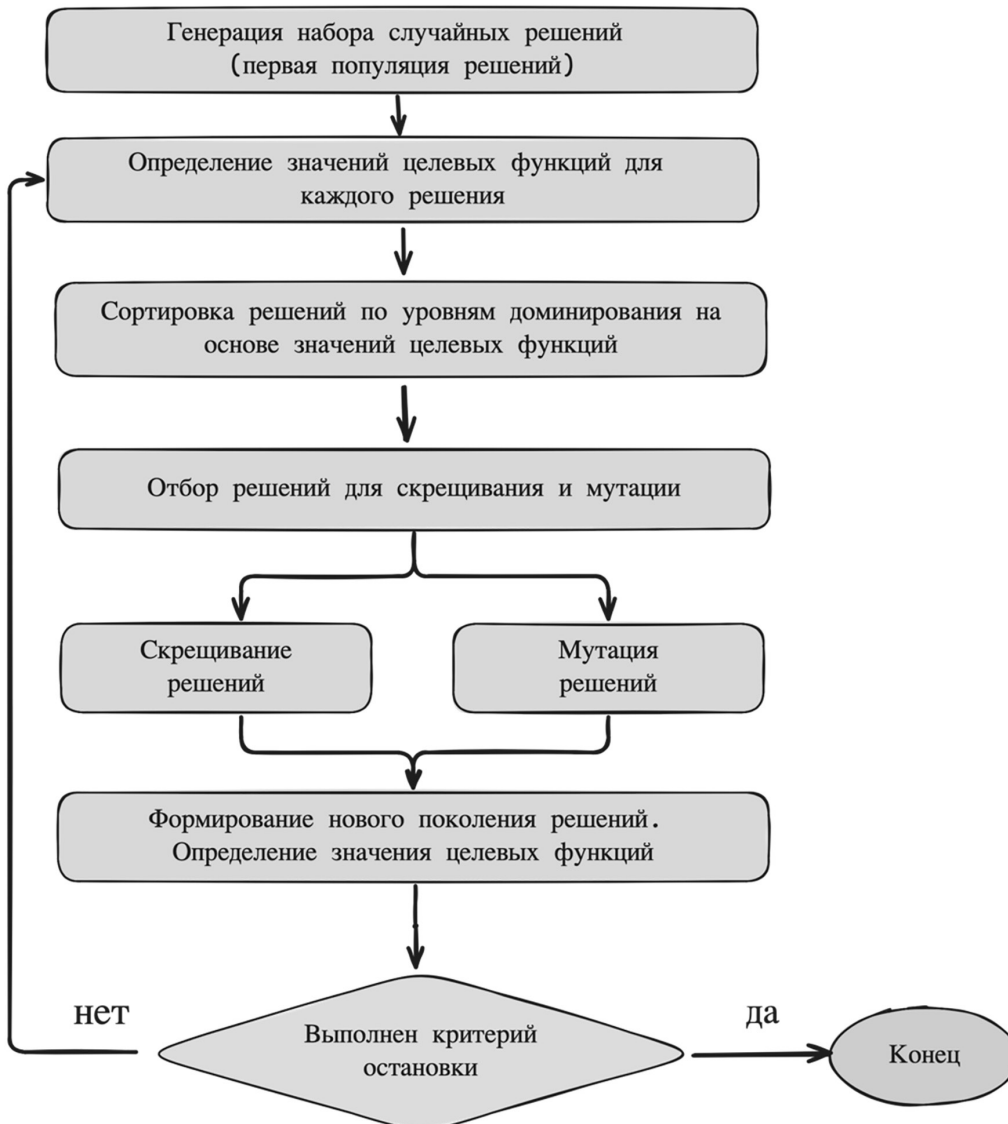 Генерация набора случайных решений
(первая популяция решений)
Определение значений целевых функций для
каждого решения
Сортировка решений по уровням доминирования на
основе значений целевых функций
Отбор решений для скрещивания и мутации
Скрещивание
решений
Мутация
решений
Формирование нового поколения решений.
Определение значения целевых функций
нет
Выполнен критерий
остановки
да
Конец